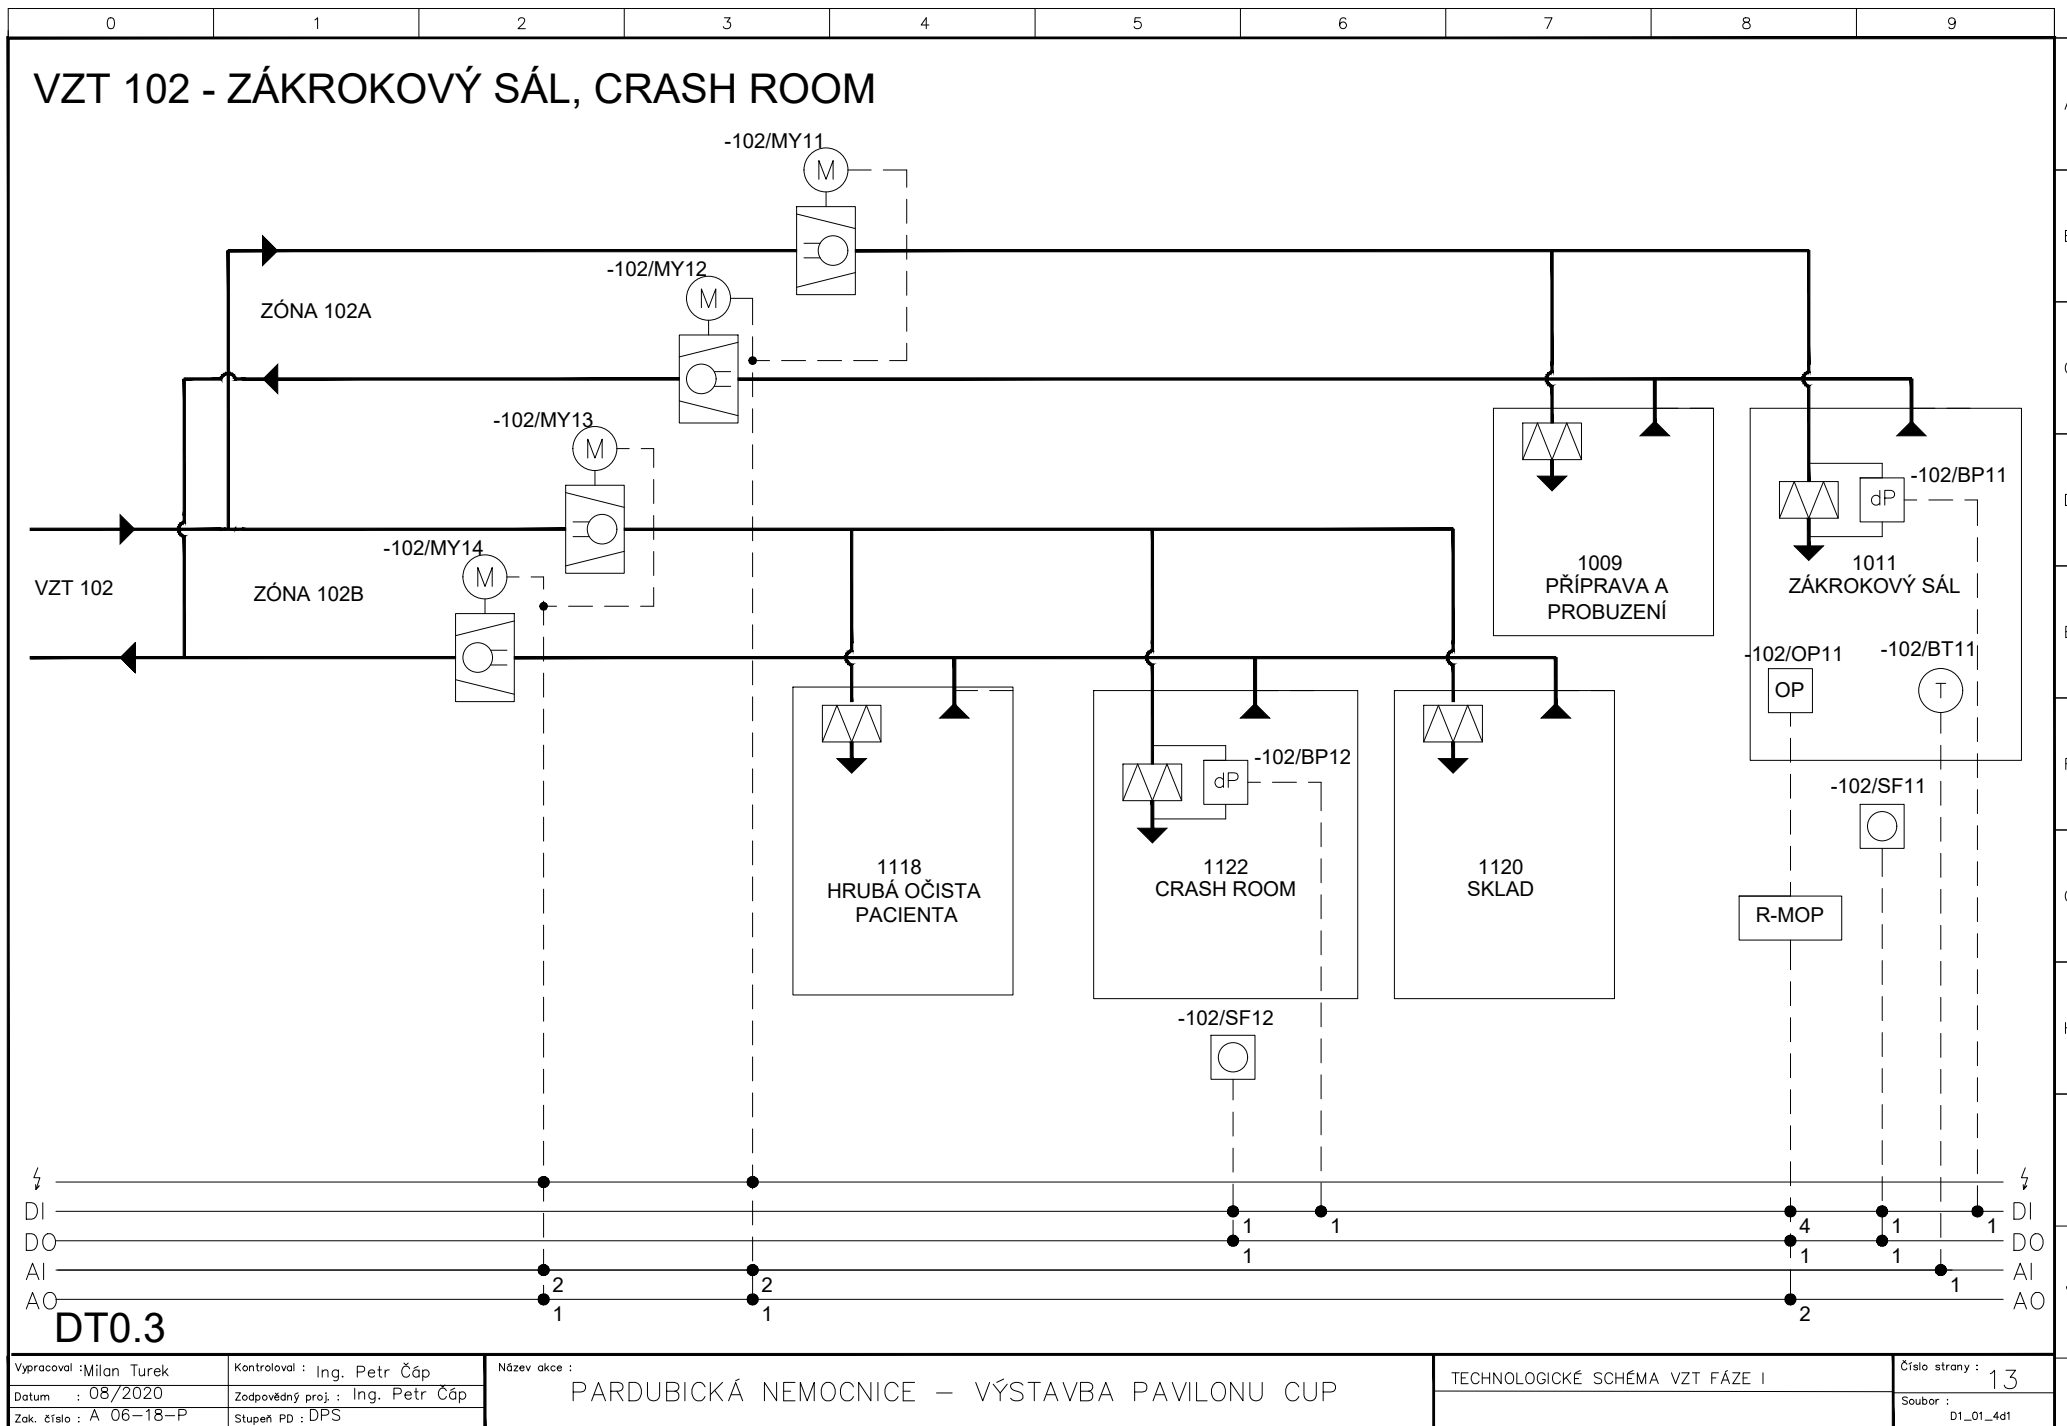 0 1 2 3 4 5 6 7 8 9
VZT 102 - ZÁKROKOVÝ SÁL, CRASH ROOM
-102/MY11
M
-102/MY12
M
ZÓNA 102A
-102/MY13
M
-102/BP11
dP
-102/MY14
M
VZT 102
ZÓNA 102B
1009
PŘÍPRAVA A
PROBUZENÍ
1011
ZÁKROKOVÝ SÁL
-102/OP11
OP
-102/BT11
T
-102/BP12
dP
-102/SF11
1118
HRUBÁ OČISTA
PACIENTA
1122
CRASH ROOM
1120
SKLAD
R-MOP
-102/SF12
DI 1 1 4 1 1 DI
DO 1 1 1 DO
AI 2 2 1 AI
AO 1 1 2 AO
DT0.3
Vypracoval : Milan Turek
Datum : 08/2020
Zak. číslo : A 06-18-P
Kontroloval : Ing. Petr Čáp
Zodpovědný proj. : Ing. Petr Čáp
Stupeň PD : DPS
Název akce :
PARDUBICKÁ NEMOCNICE – VÝSTAVBA PAVILONU CUP
TECHNOLOGICKÉ SCHÉMA VZT FÁZE I
Číslo strany : 13
Soubor :
D1_01_4d1